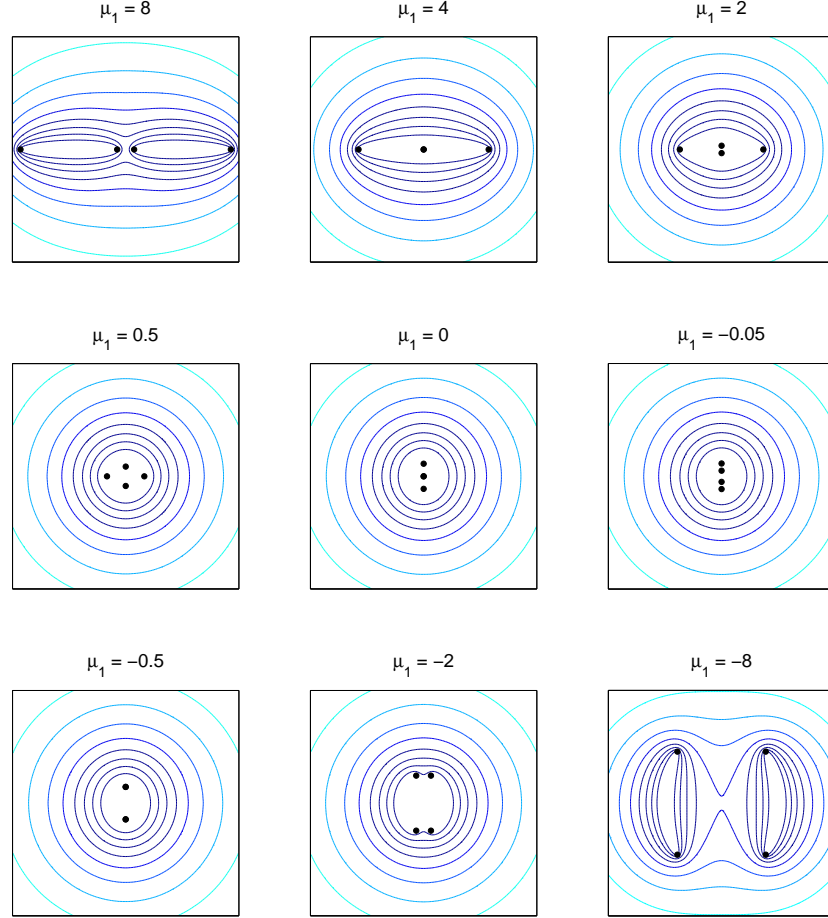 μ₁ = 8
μ₁ = 4
μ₁ = 2
μ₁ = 0.5
μ₁ = 0
μ₁ = −0.05
μ₁ = −0.5
μ₁ = −2
μ₁ = −8